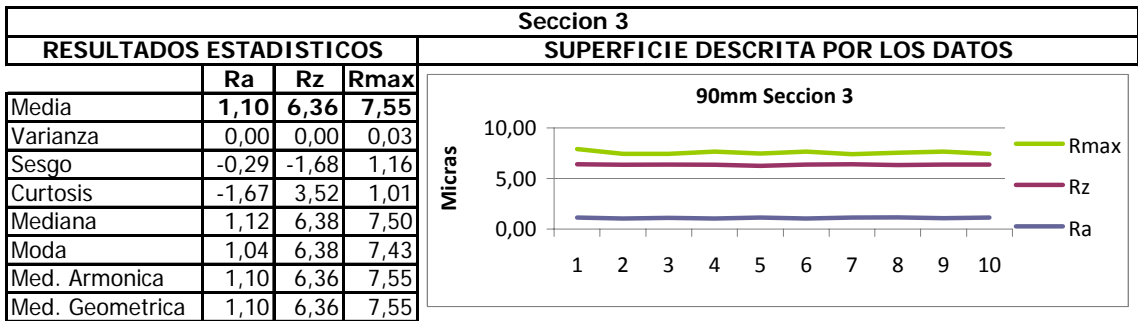 Seccion 3
RESULTADOS ESTADISTICOS
SUPERFICIE DESCRITA POR LOS DATOS
Ra Rz Rmax
Media 1,10 6,36 7,55
Varianza 0,00 0,00 0,03
Sesgo -0,29 -1,68 1,16
Curtosis -1,67 3,52 1,01
Mediana 1,12 6,38 7,50
Moda 1,04 6,38 7,43
Med. Armonica 1,10 6,36 7,55
Med. Geometrica 1,10 6,36 7,55
90mm Seccion 3
Micras
10,00
5,00
0,00
1 2 3 4 5 6 7 8 9 10
Rmax
Rz
Ra